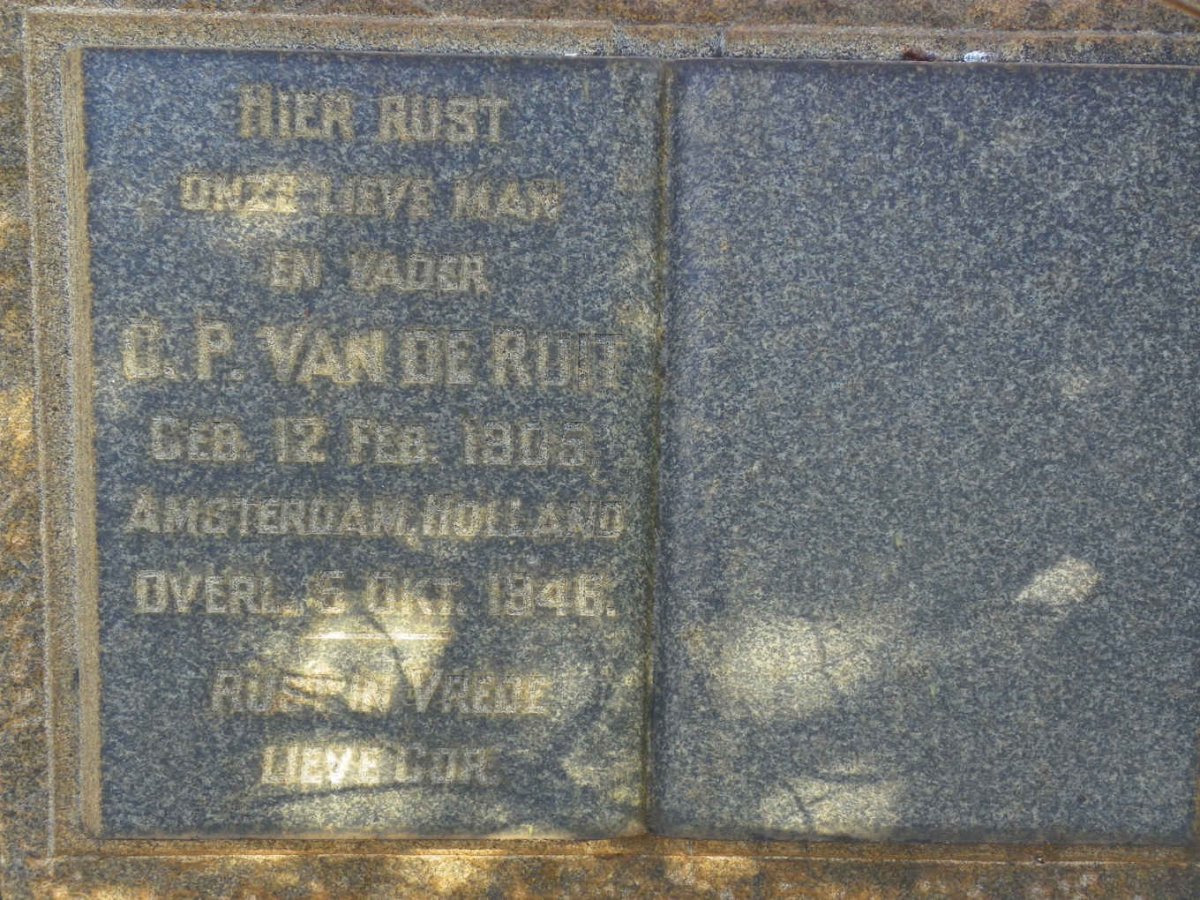 HIER RUST
ONZE LIEVE MAN
EN VADER
C. P. VAN DE RUIT
GEB. 12 FEB. 1905,
AMSTERDAM, HOLLAND
OVERL. 5 OKT. 1946.
RUST IN VREDE
LIEVE COR.